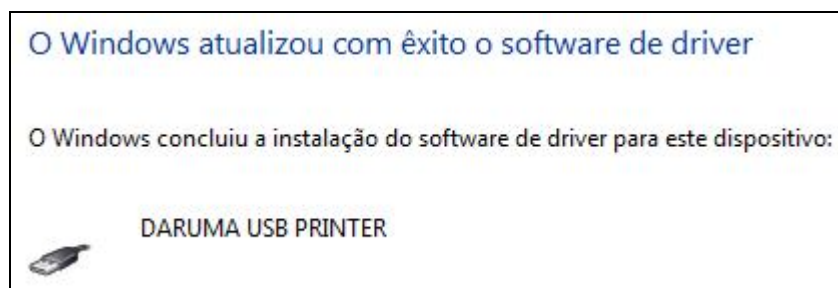 O Windows atualizou com êxito o software de driver
O Windows concluiu a instalação do software de driver para este dispositivo:
DARUMA USB PRINTER